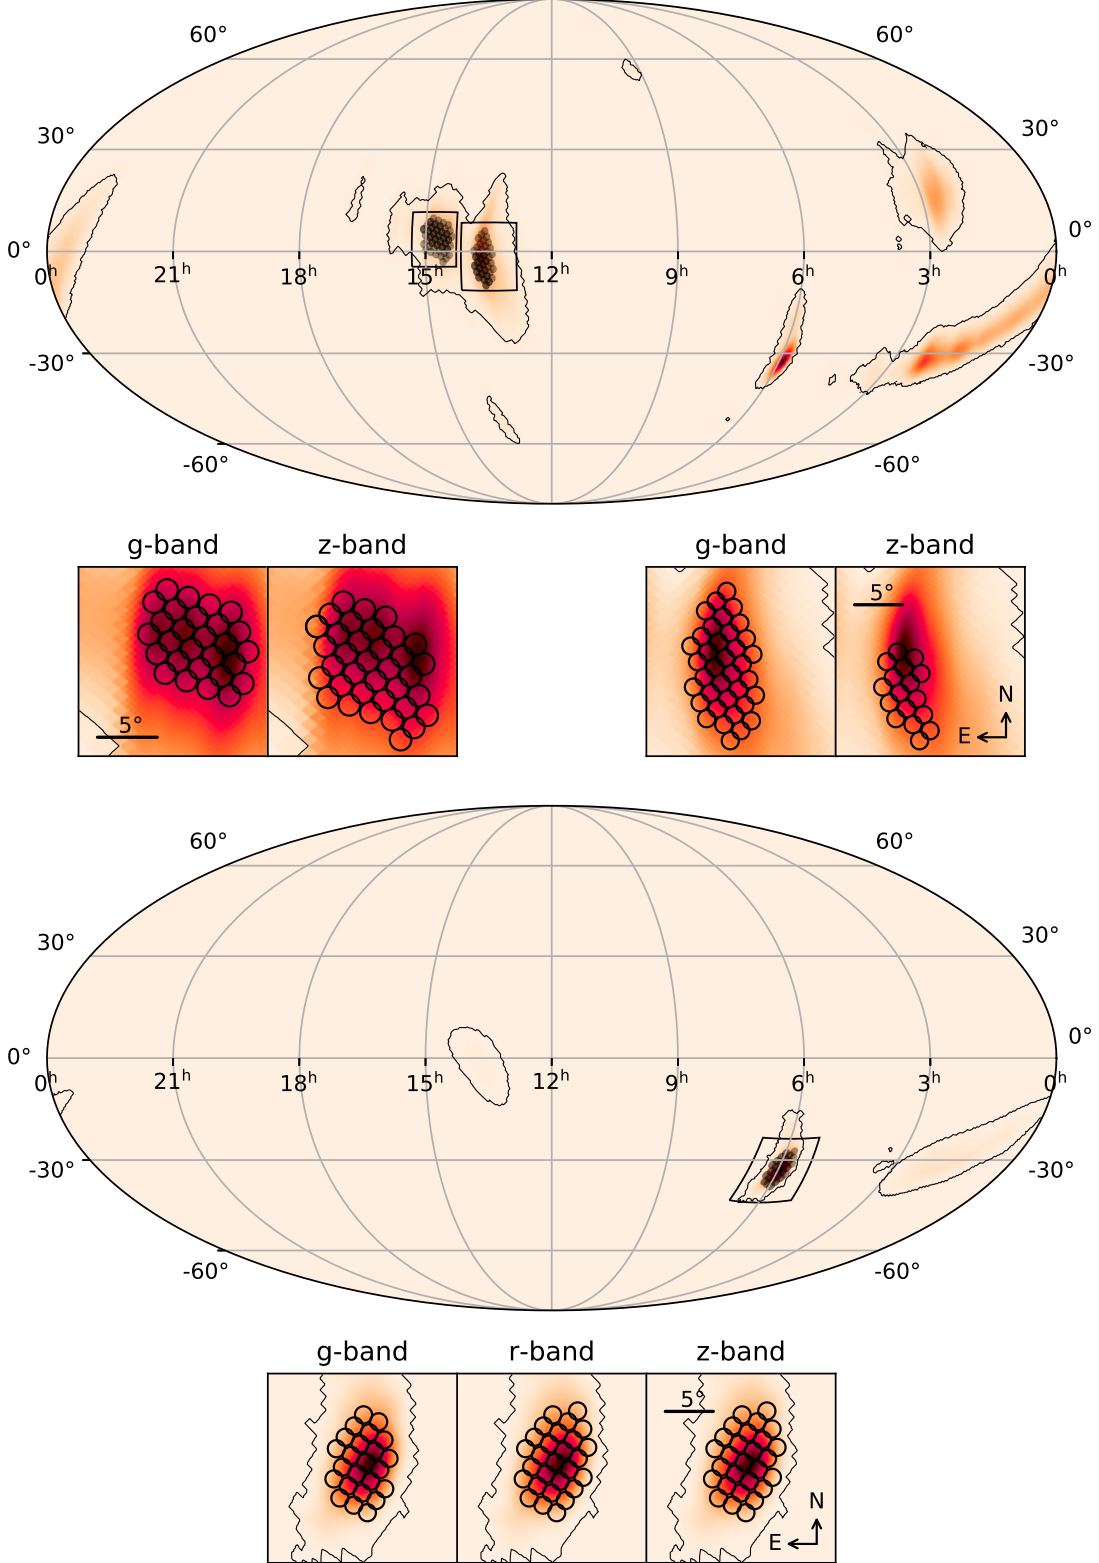 60° 60°
30° 30°
0° 0°
0ʰ 21ʰ 18ʰ 15ʰ 12ʰ 9ʰ 6ʰ 3ʰ 0ʰ
-30° -30°
-60° -60°
g-band z-band g-band z-band
5° 5°
N
E
60° 60°
30° 30°
0° 0°
0ʰ 21ʰ 18ʰ 15ʰ 12ʰ 9ʰ 6ʰ 3ʰ 0ʰ
-30° -30°
-60° -60°
g-band r-band z-band
5°
N
E